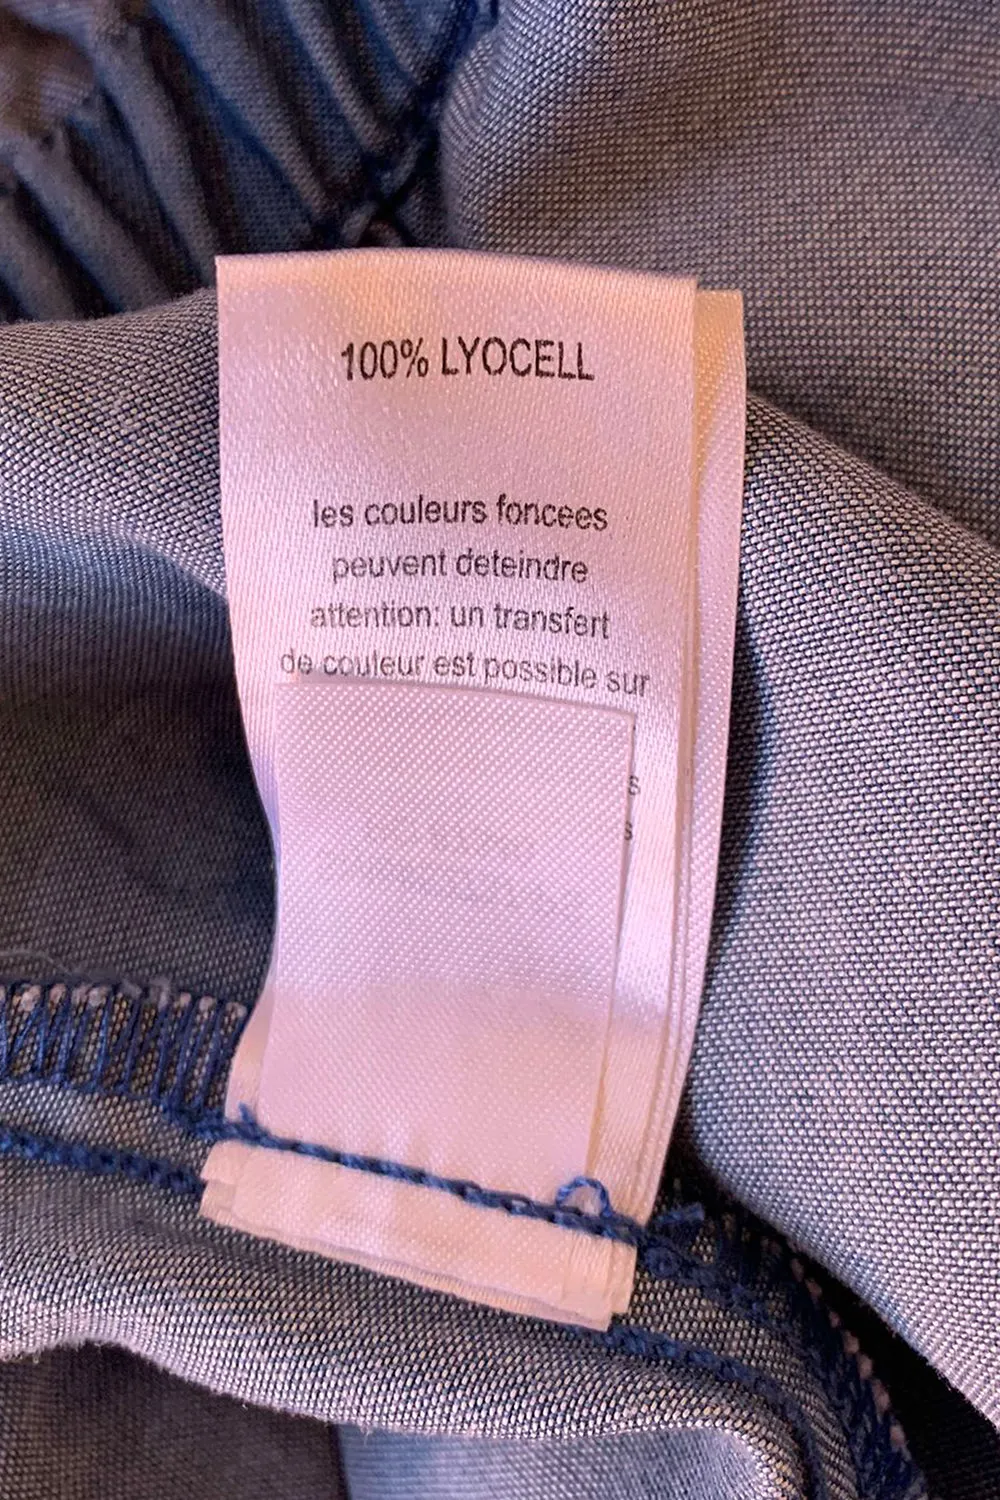 100% LYOCELL
les couleurs foncees
peuvent deteindre
attention: un transfert
de couleur est possible sur